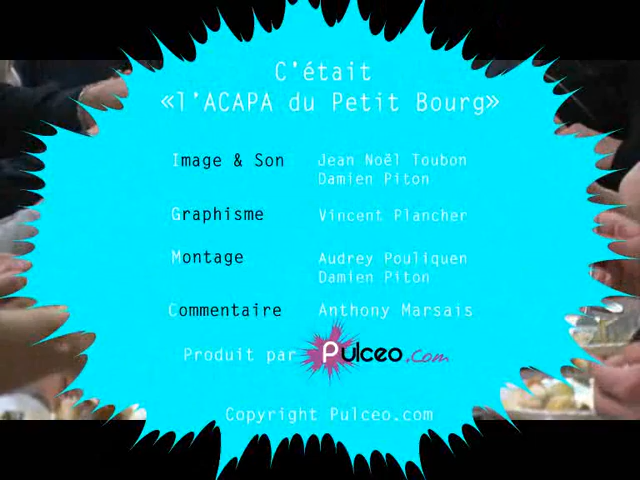 C'était
«l'ACAPA du Petit Bourg»
Image & Son Jean Noël Toubon
Damien Piton
Graphisme Vincent Plancher
Montage Audrey Pouliquen
Damien Piton
Commentaire Anthony Marsais
Produit par Pulceo.com
Copyright Pulceo.com